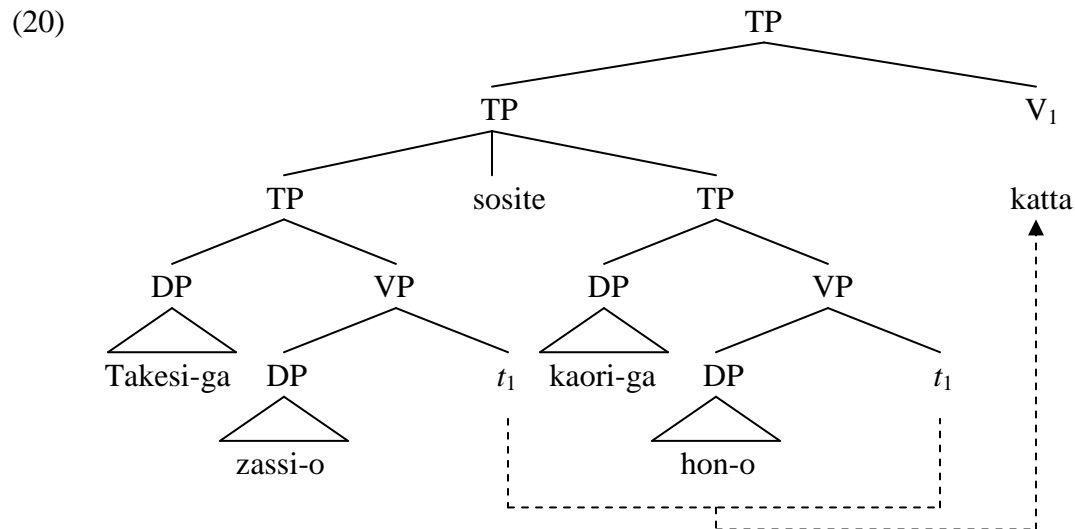 (20) TP
TP V₁
TP sosite TP katta
DP VP DP VP
Takesi-ga DP t₁ kaori-ga DP t₁
zassi-o hon-o